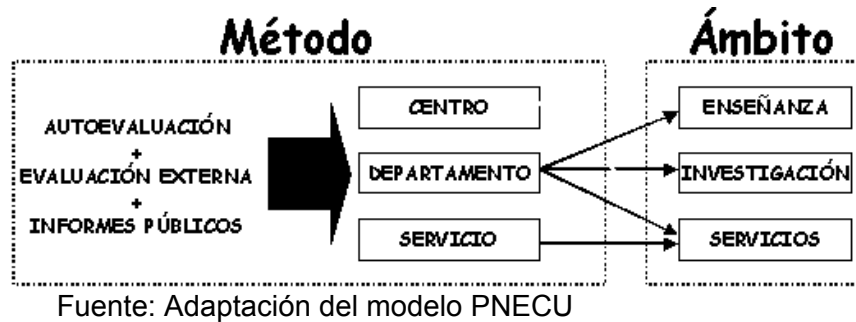 Método Ámbito
AUTOEVALUACIÓN
+
EVALUACIÓN EXTERNA
+
INFORMES PÚBLICOS
CENTRO
DEPARTAMENTO
SERVICIO
ENSEÑANZA
INVESTIGACIÓN
SERVICIOS
Fuente: Adaptación del modelo PNECU